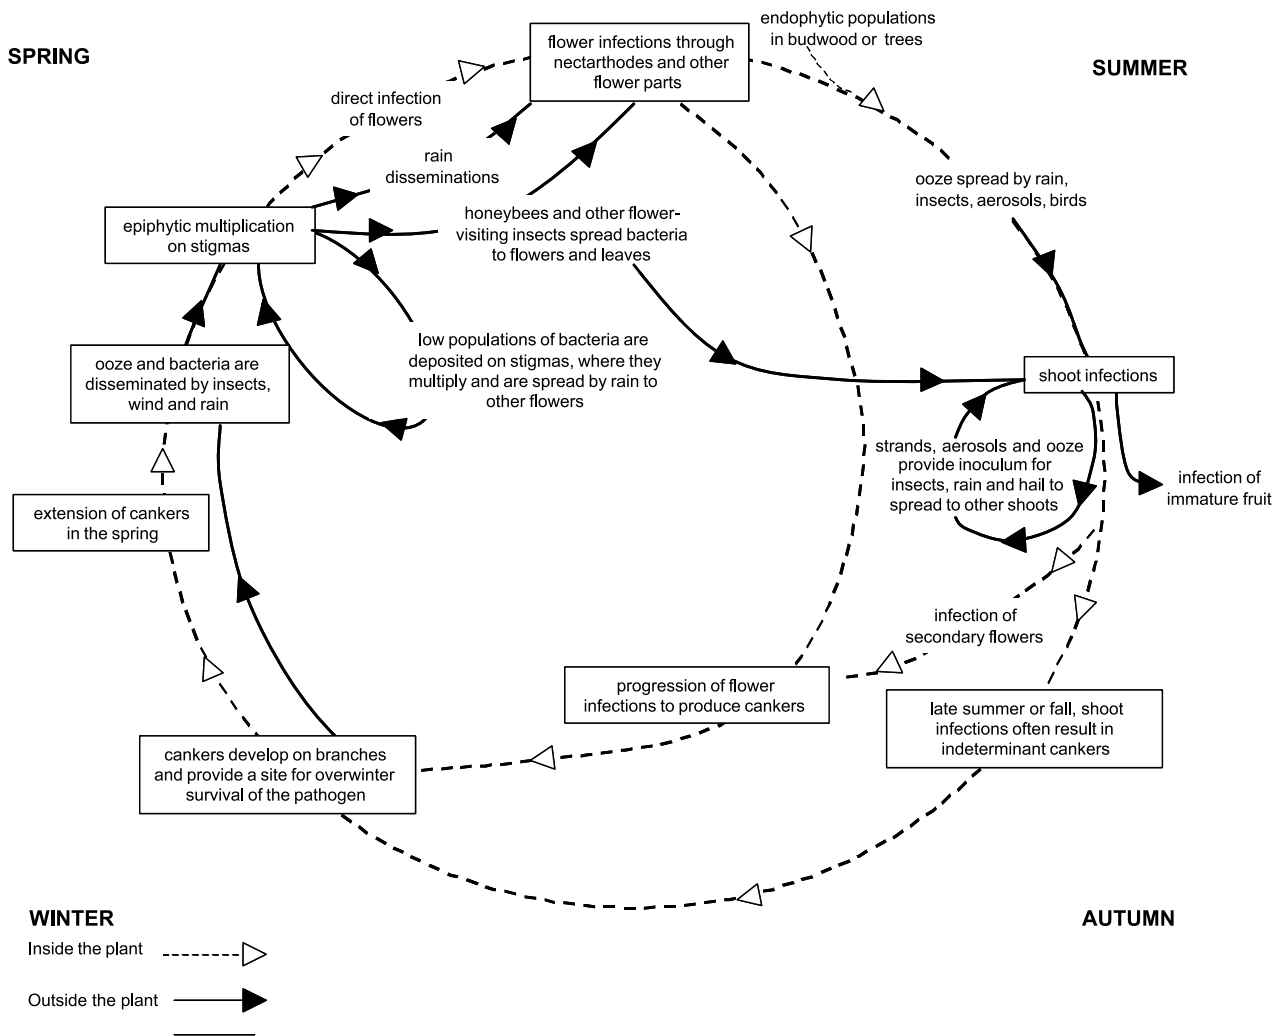 endophytic populations
in budwood or trees
SPRING
flower infections through
nectarthodes and other
flower parts
SUMMER
direct infection
of flowers
rain
disseminations
ooze spread by rain,
insects, aerosols, birds
epiphytic multiplication
on stigmas
honeybees and other flower-
visiting insects spread bacteria
to flowers and leaves
low populations of bacteria are
deposited on stigmas, where they
multiply and are spread by rain to
other flowers
ooze and bacteria are
disseminated by insects,
wind and rain
shoot infections
strands, aerosols and ooze
provide inoculum for
insects, rain and hail to
spread to other shoots
infection of
immature fruit
extension of cankers
in the spring
infection of
secondary flowers
progression of flower
infections to produce cankers
late summer or fall, shoot
infections often result in
indeterminant cankers
cankers develop on branches
and provide a site for overwinter
survival of the pathogen
WINTER
AUTUMN
Inside the plant
Outside the plant